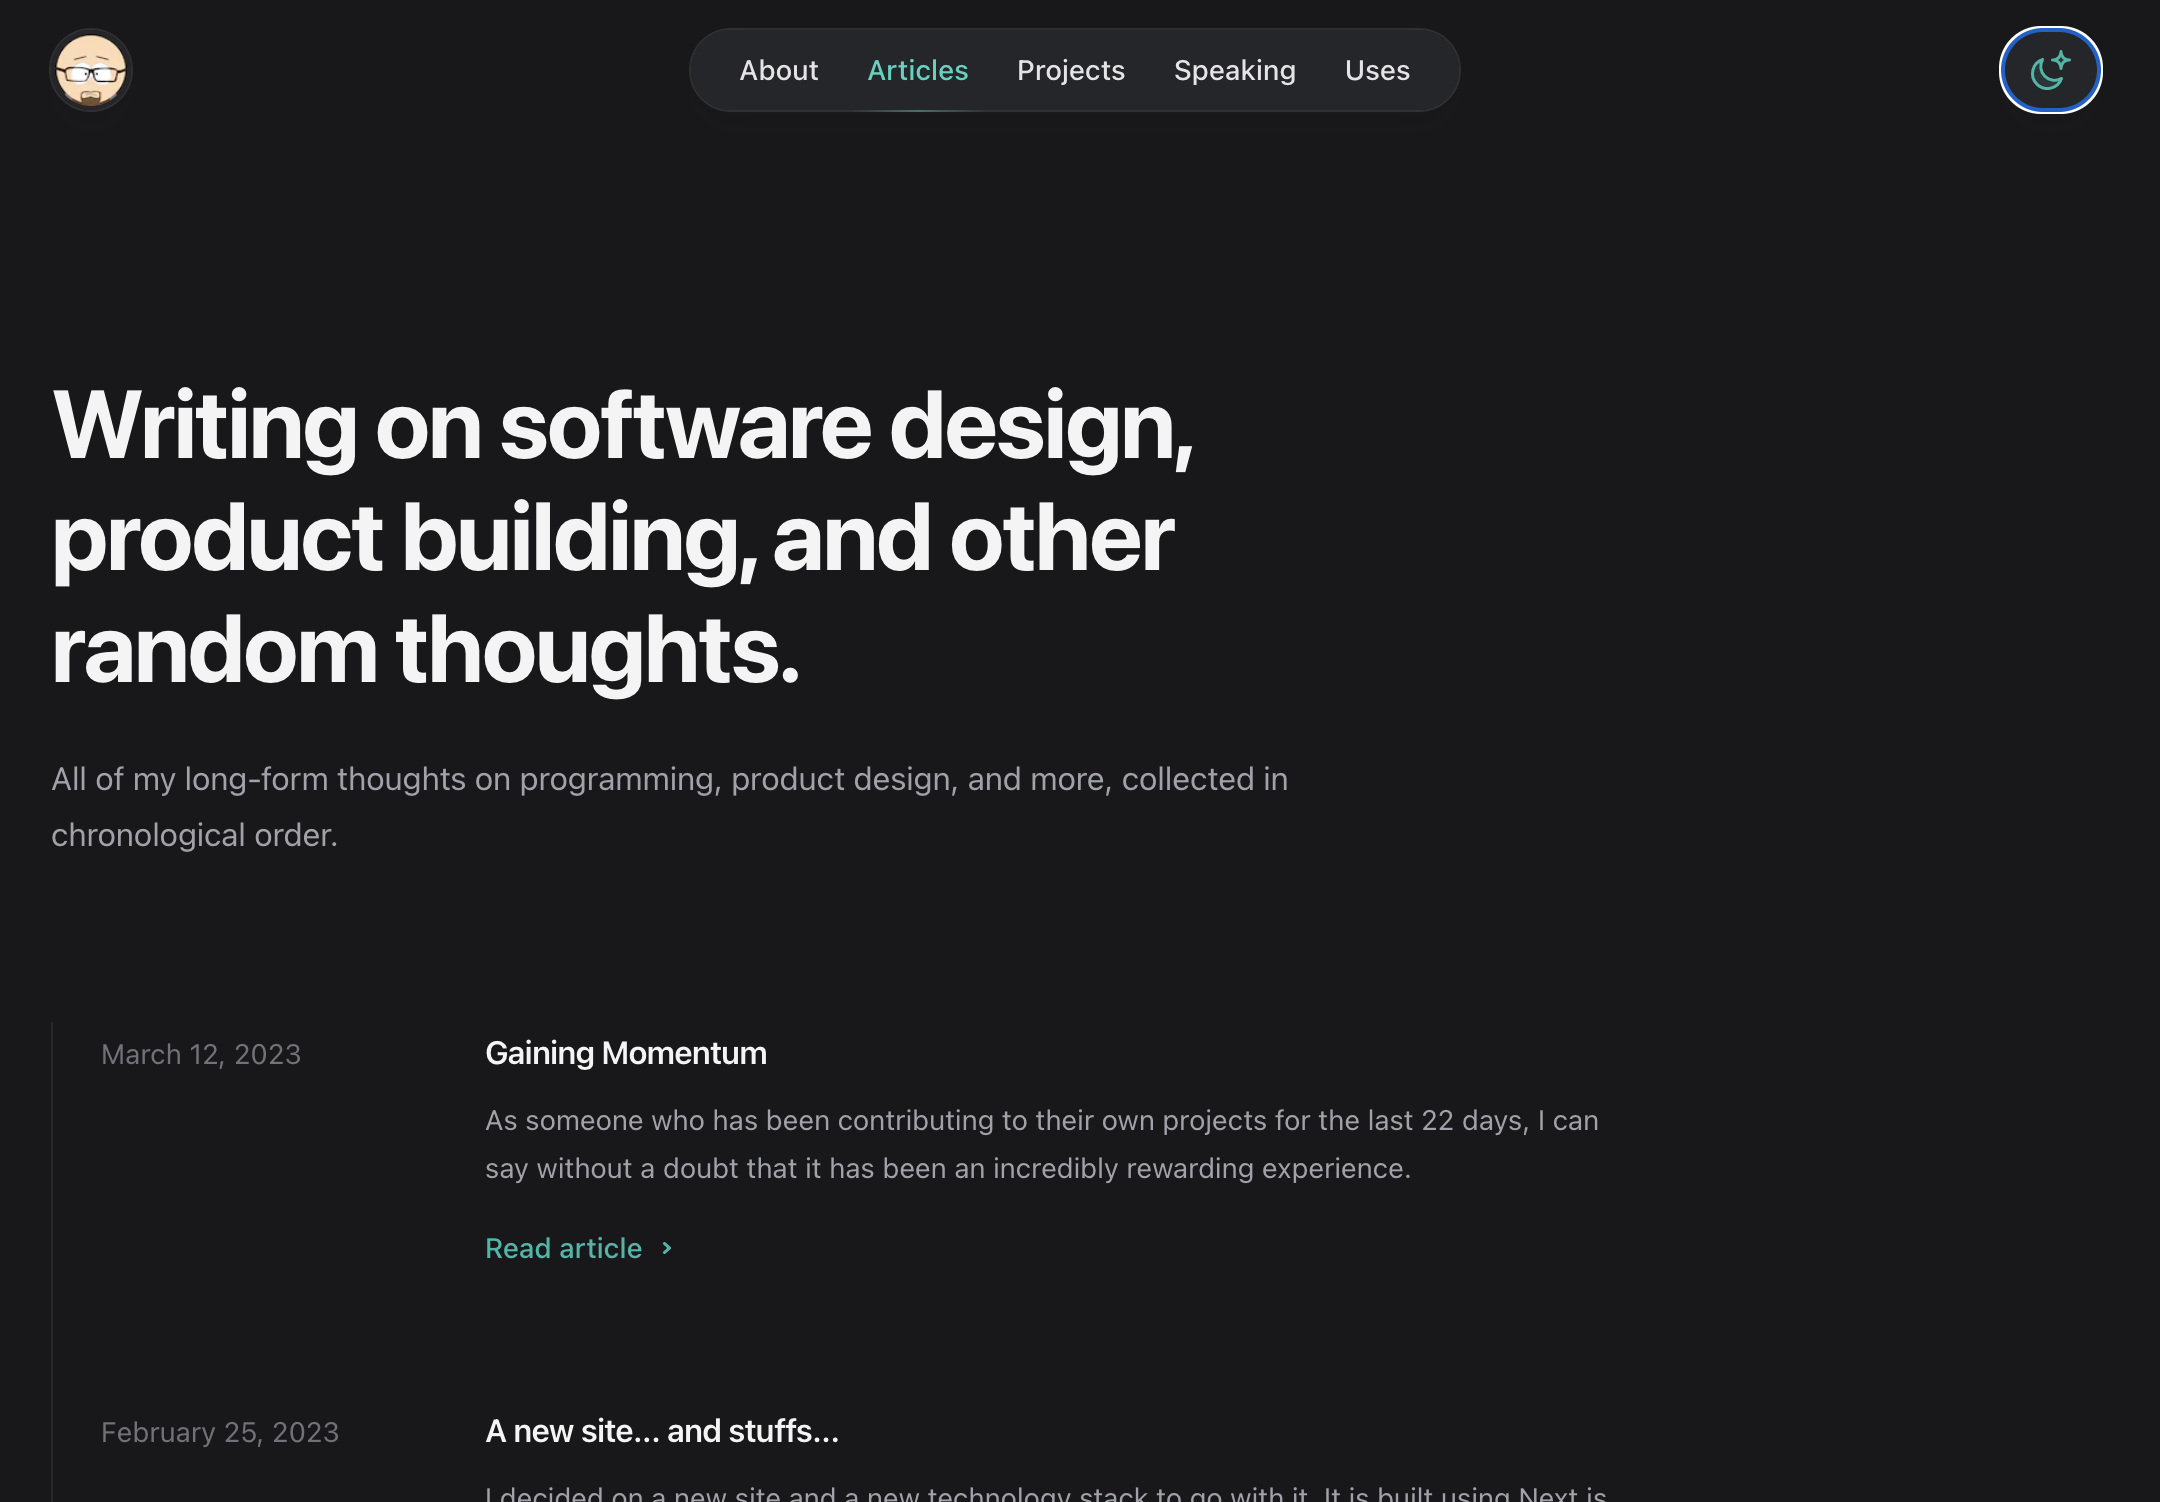 About Articles Projects Speaking Uses
Writing on software design,
product building, and other
random thoughts.
All of my long-form thoughts on programming, product design, and more, collected in
chronological order.
March 12, 2023
Gaining Momentum
As someone who has been contributing to their own projects for the last 22 days, I can
say without a doubt that it has been an incredibly rewarding experience.
Read article
February 25, 2023
A new site... and stuffs...
I decided on a new site and a new technology stack to go with it. It is built using Next.js